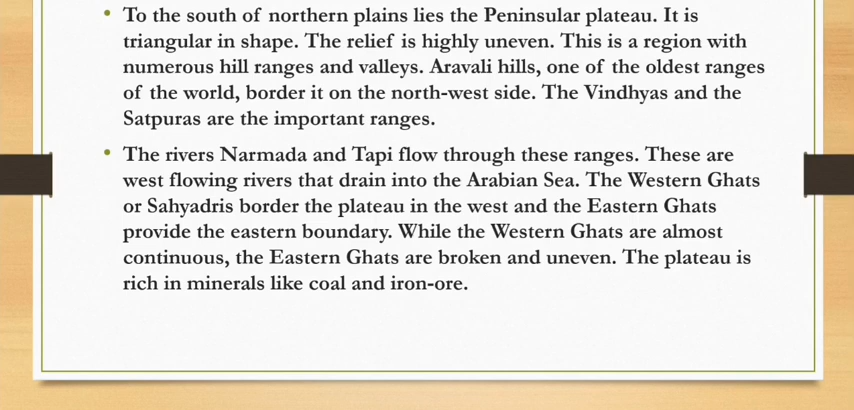 • To the south of northern plains lies the Peninsular plateau. It is
triangular in shape. The relief is highly uneven. This is a region with
numerous hill ranges and valleys. Aravali hills, one of the oldest ranges
of the world, border it on the north-west side. The Vindhyas and the
Satpuras are the important ranges.
• The rivers Narmada and Tapi flow through these ranges. These are
west flowing rivers that drain into the Arabian Sea. The Western Ghats
or Sahyadris border the plateau in the west and the Eastern Ghats
provide the eastern boundary. While the Western Ghats are almost
continuous, the Eastern Ghats are broken and uneven. The plateau is
rich in minerals like coal and iron-ore.